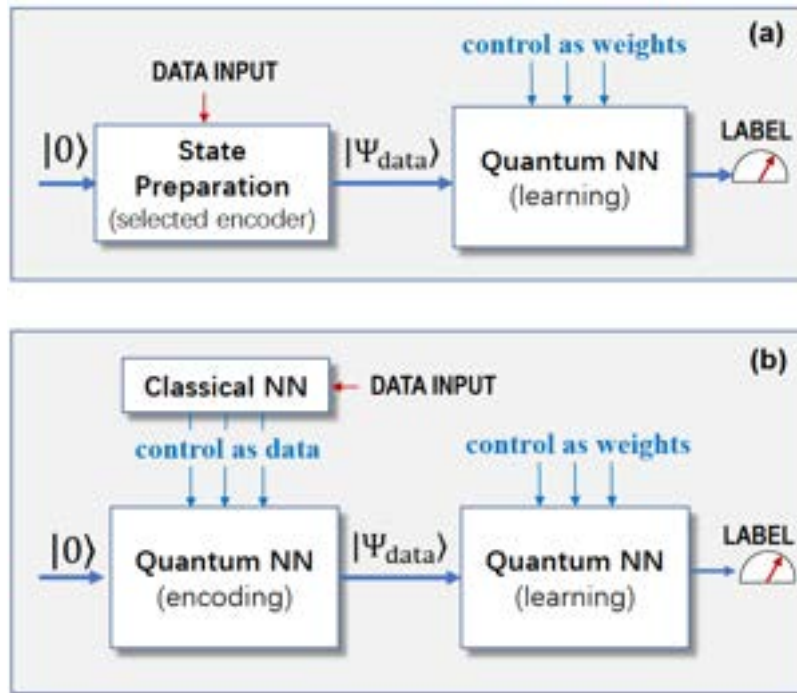 (a)
control as weights
DATA INPUT
LABEL
|0⟩
State
Preparation
(selected encoder)
|Ψdata⟩
Quantum NN
(learning)
(b)
Classical NN
DATA INPUT
control as data
control as weights
LABEL
|0⟩
Quantum NN
(encoding)
|Ψdata⟩
Quantum NN
(learning)